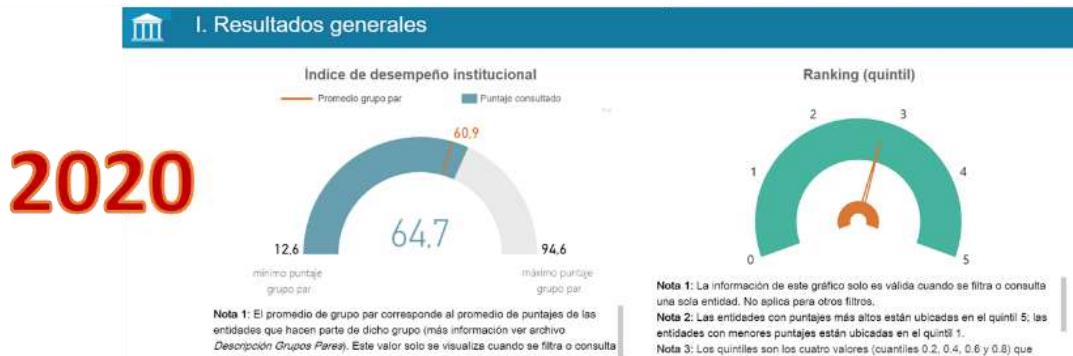 I. Resultados generales
Índice de desempeño institucional
Promedio grupo par
Puntaje consultado
60,9
64,7
12,6
94,6
mínimo puntaje
grupo par
máximo puntaje
grupo par
Nota 1: El promedio de grupo par corresponde al promedio de puntajes de las
entidades que hacen parte de dicho grupo (más información ver archivo
Descripción Grupos Pares). Este valor solo se visualiza cuando se filtra o consulta
2020
Ranking (quintil)
0
1
2
3
4
5
Nota 1: La información de este gráfico solo es válida cuando se filtra o consulta
una sola entidad. No aplica para otros filtros.
Nota 2: Las entidades con puntajes más altos están ubicadas en el quintil 5; las
entidades con menores puntajes están ubicadas en el quintil 1.
Nota 3: Los quintiles son los cuatro valores (cuantiles 0.2, 0.4, 0.6 y 0.8) que